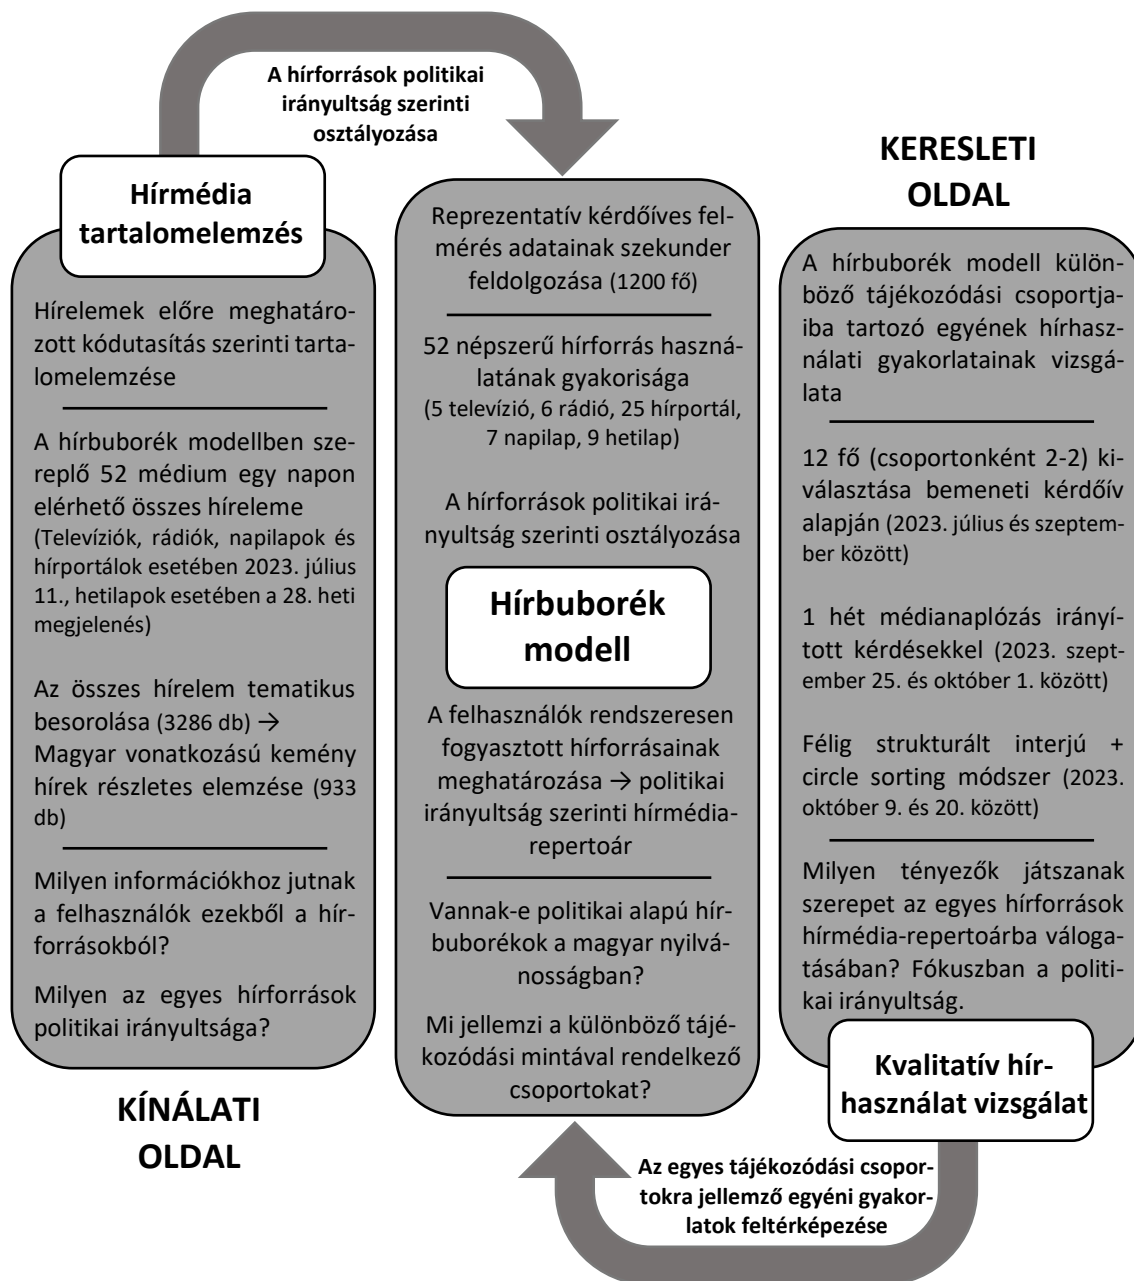 A hírforrások politikai
irányultság szerinti
osztályozása
Hírmédia
tartalomelemzés
Hírelemek előre meghatáro-
zott kódutasítás szerinti tarta-
lomelemzése
A hírbuborék modellben sze-
replő 52 médium egy napon
elérhető összes híreleme
(Televíziók, rádiók, napilapok és
hírportálok esetében 2023. július
11., hetilapok esetében a 28. heti
megjelenés)
Az összes hírelem tematikus
besorolása (3286 db) →
Magyar vonatkozású kemény
hírek részletes elemzése (933
db)
Milyen információkhoz jutnak
a felhasználók ezekből a hír-
forrásokból?
Milyen az egyes hírforrások
politikai irányultsága?
KÍNÁLATI
OLDAL
Reprezentatív kérdőíves fel-
mérés adatainak szekunder
feldolgozása (1200 fő)
52 népszerű hírforrás haszná-
latának gyakorisága
(5 televízió, 6 rádió, 25 hírportál,
7 napilap, 9 hetilap)
A hírforrások politikai irá-
nyultság szerinti osztályozása
Hírbuborék
modell
A felhasználók rendszeresen
fogyasztott hírforrásainak
meghatározása → politikai
irányultság szerinti hírmédia-
repertoár
Vannak-e politikai alapú hír-
buborékok a magyar nyilvá-
nosságban?
Mi jellemzi a különböző tájé-
kozódási mintával rendelkező
csoportokat?
KERESLETI
OLDAL
A hírbuborék modell külön-
böző tájékozódási csoportja-
iba tartozó egyének hírhasz-
nálati gyakorlatainak vizsgá-
lata
12 fő (csoportonként 2-2) ki-
választása bemeneti kérdőív
alapján (2023. július és szeptem-
ber között)
1 hét médianaplózás irányí-
tott kérdésekkel (2023. szept-
ember 25. és október 1. között)
Félig strukturált interjú +
circle sorting módszer (2023.
október 9. és 20. között)
Milyen tényezők játszanak
szerepet az egyes hírforrások
hírmédia-repertoárba váloga-
tásában? Fókuszban a politi-
kai irányultság.
Kvalitatív hír-
használat vizsgálat
Az egyes tájékozódási csopor-
tokra jellemző egyéni gyakor-
latok feltérképezése